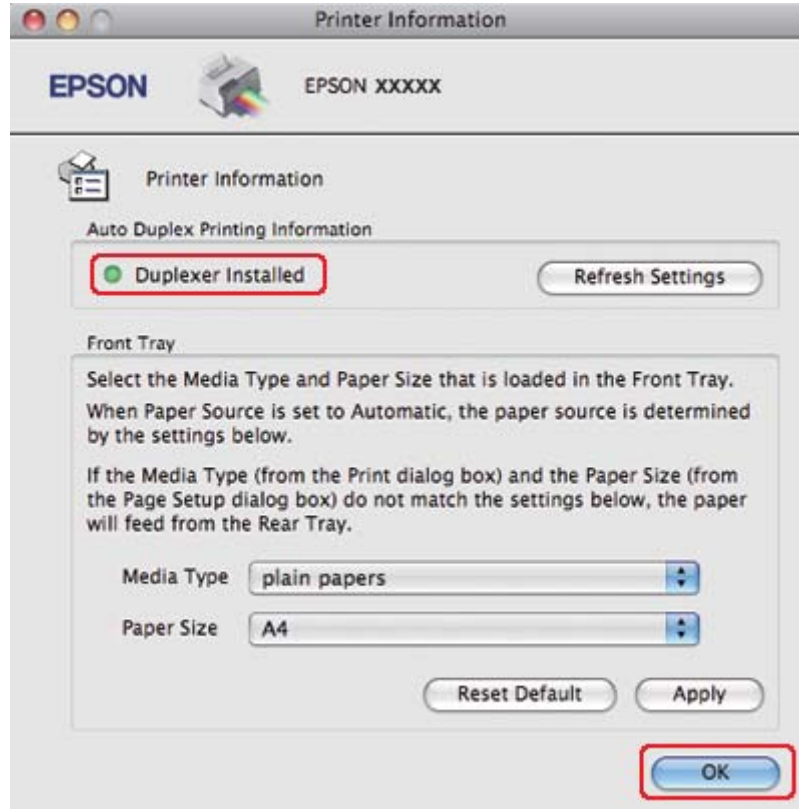 Printer Information
EPSON
EPSON XXXXX
Printer Information
Auto Duplex Printing Information
Duplexer Installed
Refresh Settings
Front Tray
Select the Media Type and Paper Size that is loaded in the Front Tray.
When Paper Source is set to Automatic, the paper source is determined
by the settings below.
If the Media Type (from the Print dialog box) and the Paper Size (from
the Page Setup dialog box) do not match the settings below, the paper
will feed from the Rear Tray.
Media Type
plain papers
Paper Size
A4
Reset Default
Apply
OK